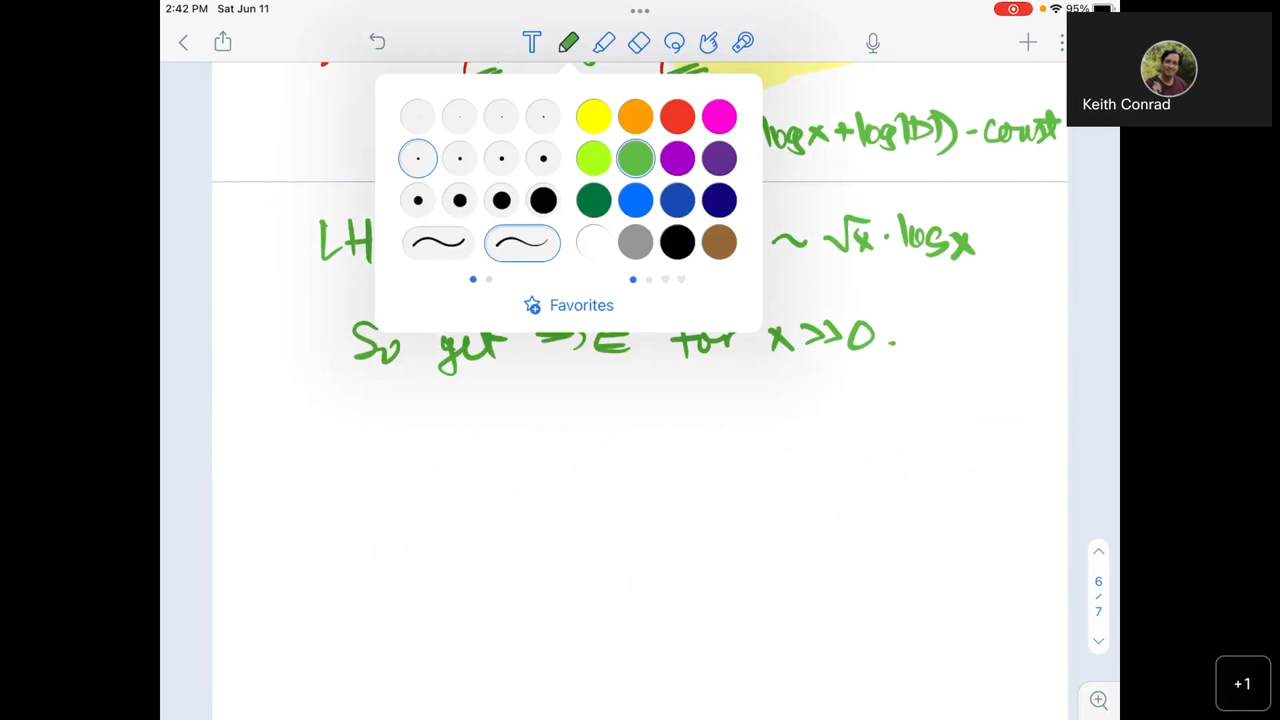 2:42 PM Sat Jun 11
95%
Keith Conrad
log x + log |D|) - const
LH
~ √x · log x
Favorites
So get for x >> 0.
6
/
7
+1